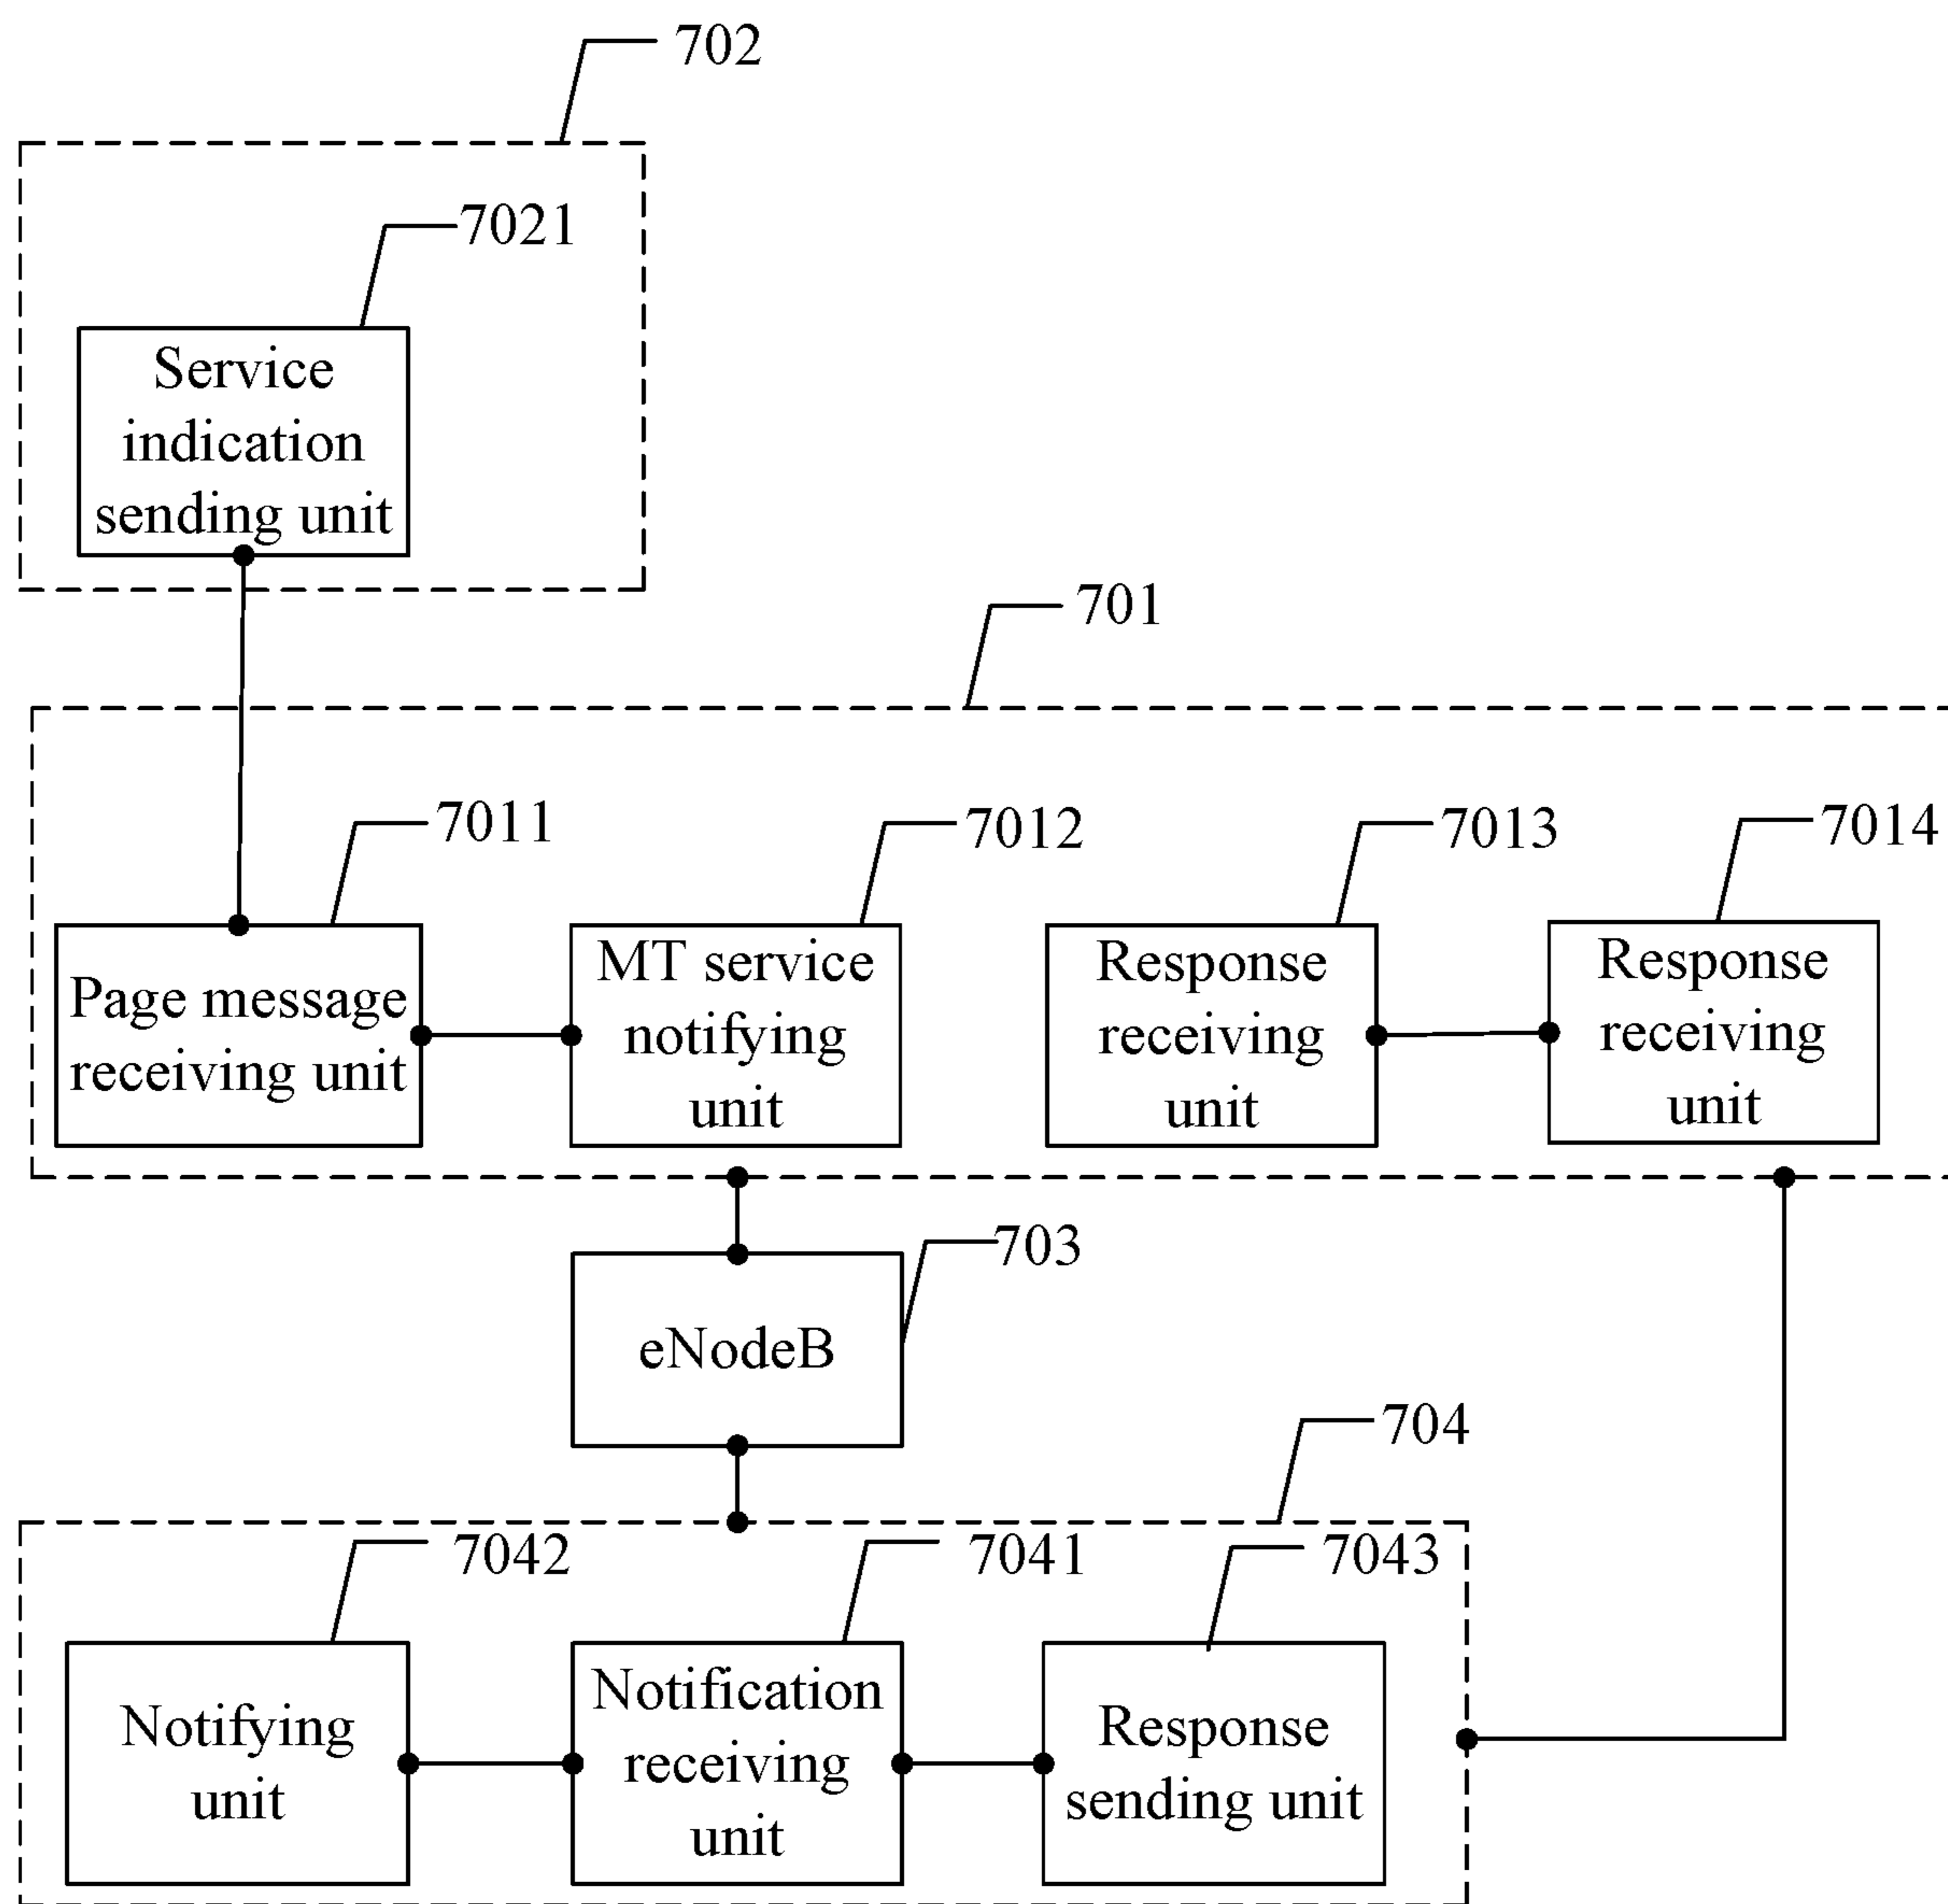 702
7021
Service
indication
sending unit
701
7011
7012
7013
7014
Page message
receiving unit
MT service
notifying
unit
Response
receiving
unit
Response
receiving
unit
703
eNodeB
704
7042
7041
7043
Notifying
unit
Notification
receiving
unit
Response
sending unit